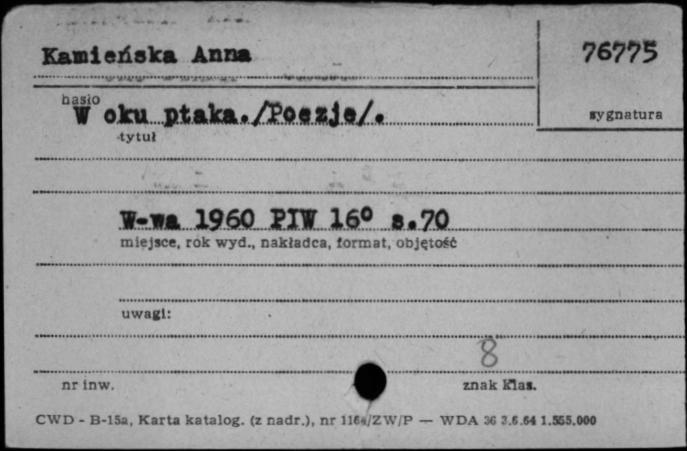 Kamieńska Anna
76775
hasło
W oku ptaka./Poezje/.
sygnatura
tytuł
W-wa 1960 PIW 16° s.70
miejsce, rok wyd., nakładca, format, objętość
uwagi:
8
nr inw.
znak klas.
CWD - B-15a, Karta katalog. (z nadr.), nr 116a/ZW/P — WDA 36 3.6.64 1.555.000